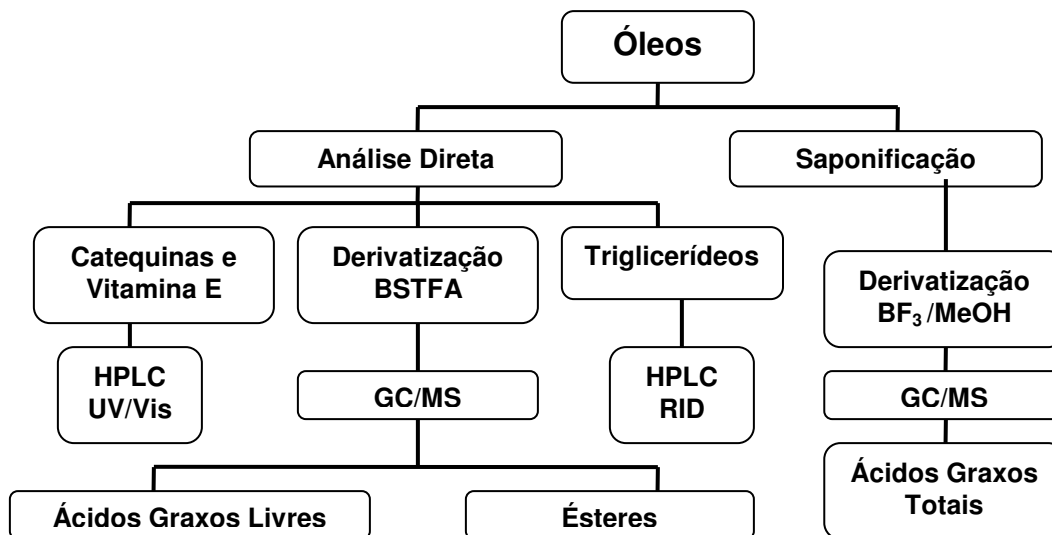 Óleos
Análise Direta
Saponificação
Catequinas e
Vitamina E
Derivatização
BSTFA
Triglicerídeos
Derivatização
BF₃ /MeOH
HPLC
UV/Vis
GC/MS
HPLC
RID
GC/MS
Ácidos Graxos Livres
Ésteres
Ácidos Graxos
Totais